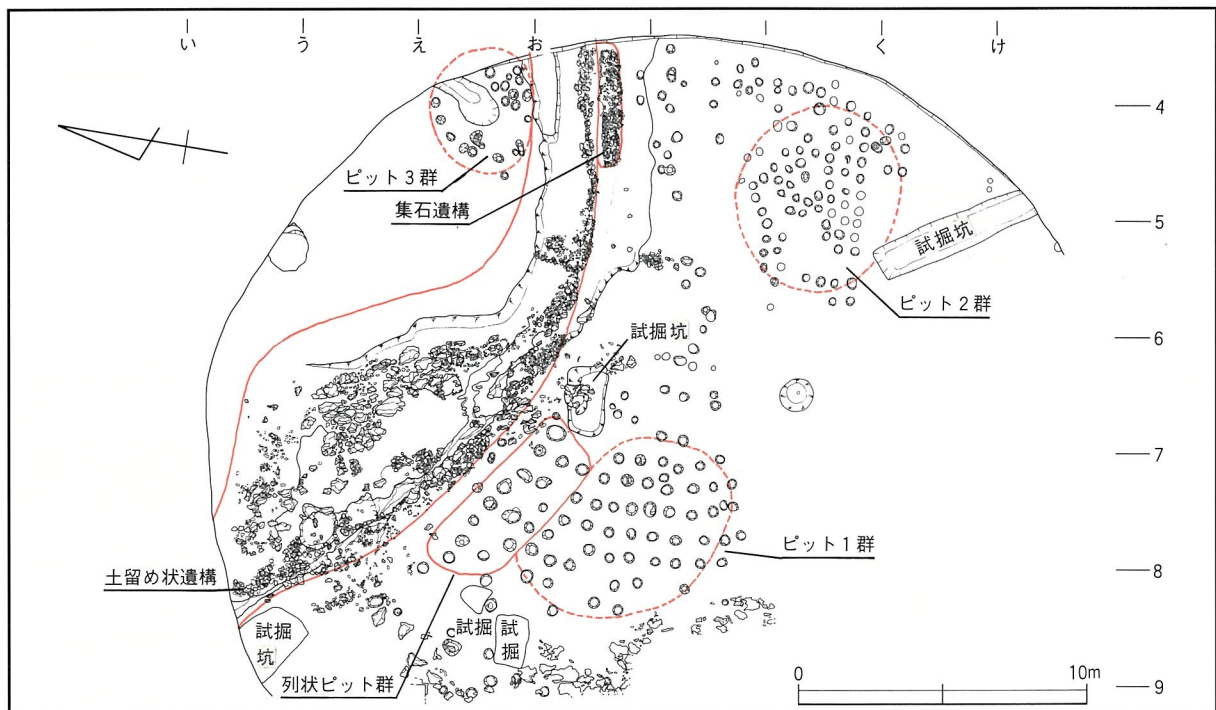 い う え お く け
4
ピット3群
集石遺構
5
試掘坑
ピット2群
試掘坑
6
7
ピット1群
土留め状遺構
8
試掘
坑
試掘
試
掘
列状ピット群
0 10m
9